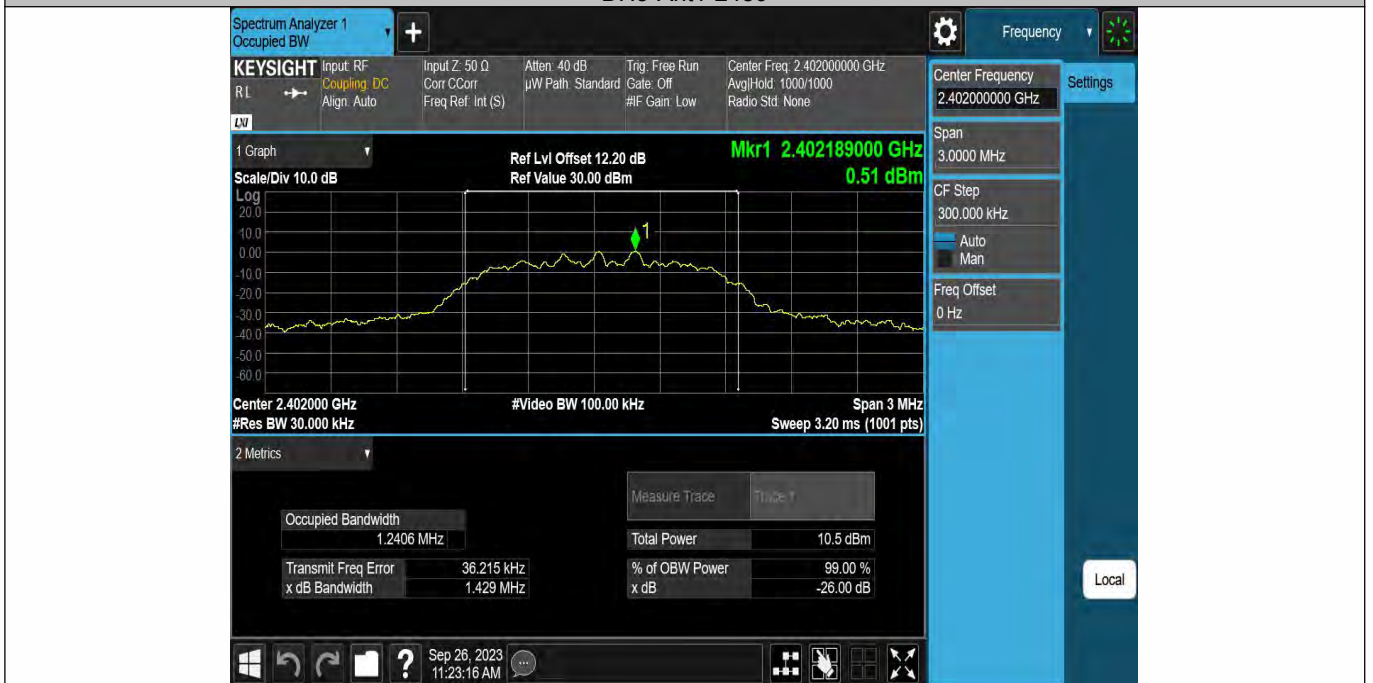 Spectrum Analyzer 1
Occupied BW
+
Frequency
KEYSIGHT
RL
LXI
Input: RF
Coupling: DC
Align: Auto
Input Z: 50 Ω
Corr CCorr
Freq Ref: Int (S)
Atten: 40 dB
µW Path: Standard
Trig: Free Run
Gate: Off
#IF Gain: Low
Center Freq: 2.402000000 GHz
Avg|Hold: 1000/1000
Radio Std: None
Center Frequency
2.402000000 GHz
Settings
Span
3.0000 MHz
CF Step
300.000 kHz
Auto
Man
Freq Offset
0 Hz
Local
1 Graph
Scale/Div 10.0 dB
Ref Lvl Offset 12.20 dB
Ref Value 30.00 dBm
Mkr1 2.402189000 GHz
0.51 dBm
Log
20.0
10.0
0.00
-10.0
-20.0
-30.0
-40.0
-50.0
-60.0
1
Center 2.402000 GHz
#Res BW 30.000 kHz
#Video BW 100.00 kHz
Span 3 MHz
Sweep 3.20 ms (1001 pts)
2 Metrics
Measure Trace
Trace 1
Occupied Bandwidth
1.2406 MHz
Total Power 10.5 dBm
Transmit Freq Error 36.215 kHz
% of OBW Power 99.00 %
x dB Bandwidth 1.429 MHz
x dB -26.00 dB
?
Sep 26, 2023
11:23:16 AM